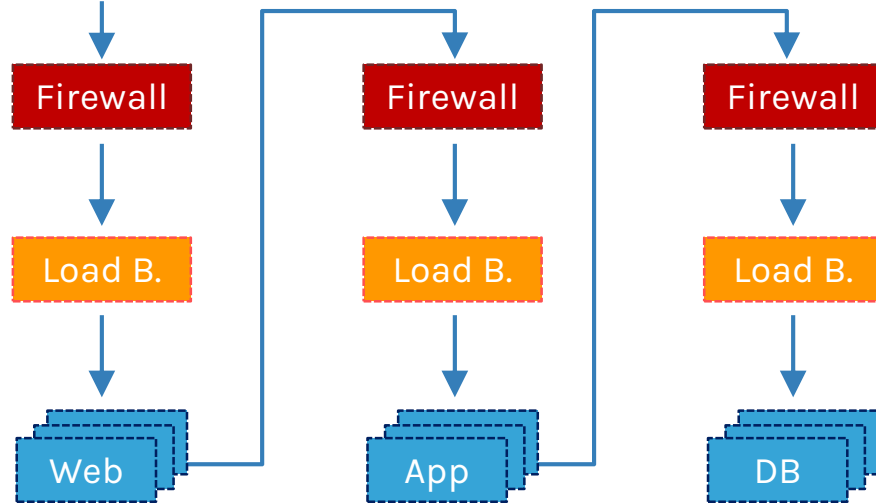 Firewall
Firewall
Firewall
Load B.
Load B.
Load B.
Web
App
DB